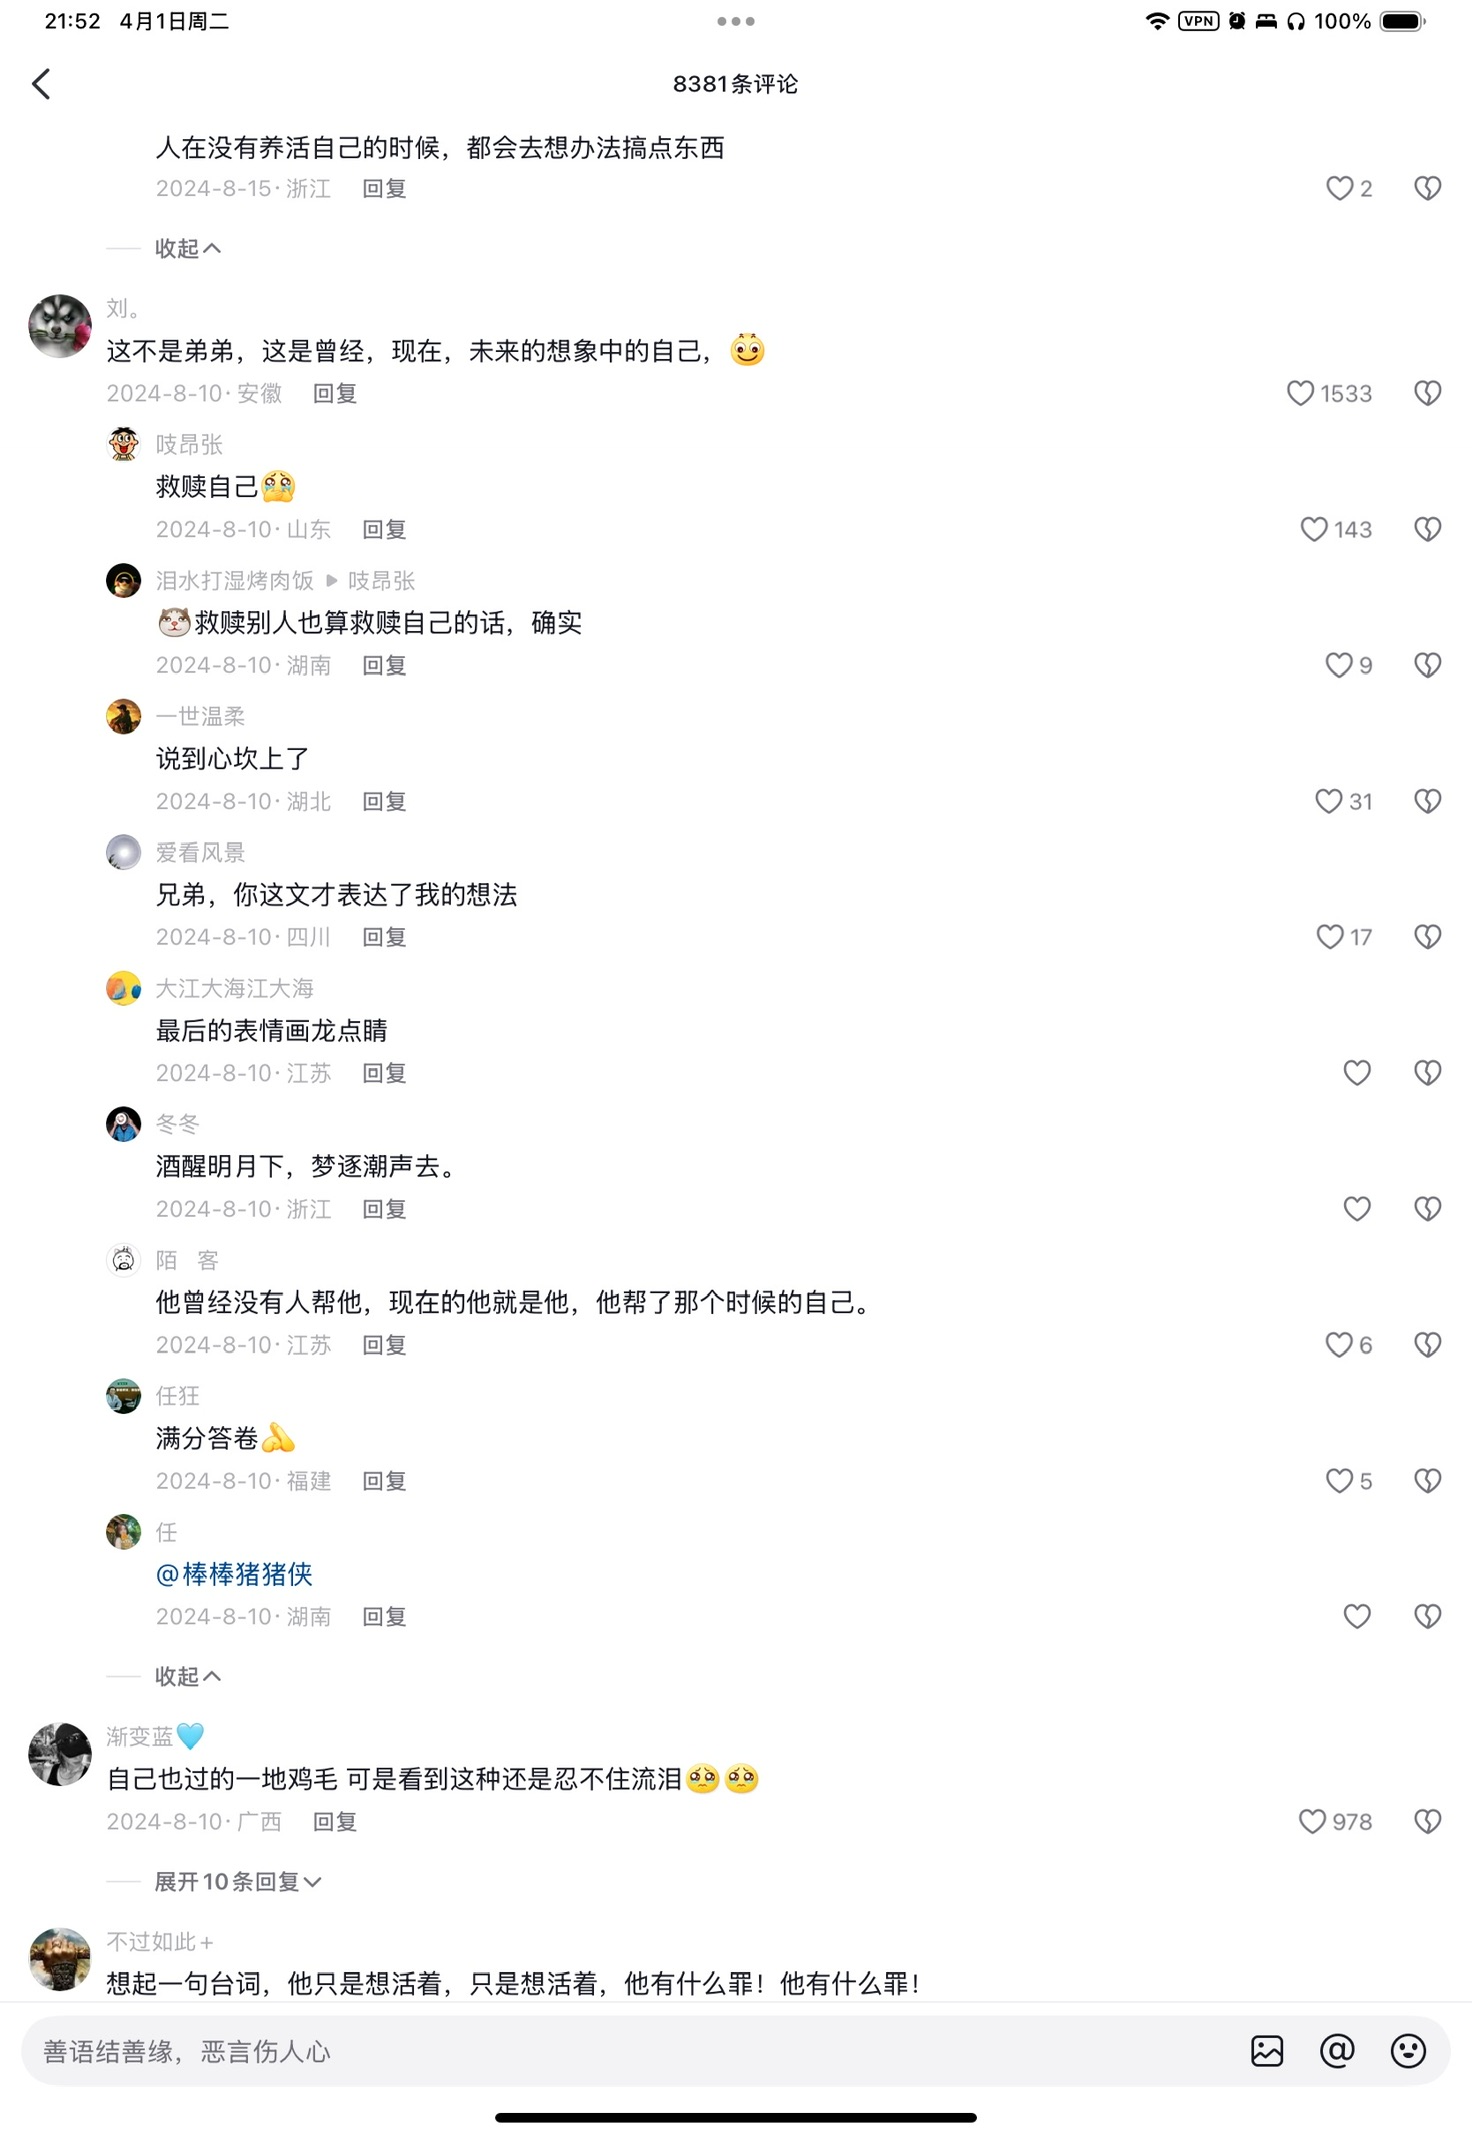 21:52 4月1日周二
VPN 100%
8381条评论
人在没有养活自己的时候，都会去想办法搞点东西
2024-8-15·浙江 回复 2
收起
刘。
这不是弟弟，这是曾经，现在，未来的想象中的自己，
2024-8-10·安徽 回复 1533
吱昂张
救赎自己
2024-8-10·山东 回复 143
泪水打湿烤肉饭 ▶ 吱昂张
救赎别人也算救赎自己的话，确实
2024-8-10·湖南 回复 9
一世温柔
说到心坎上了
2024-8-10·湖北 回复 31
爱看风景
兄弟，你这文才表达了我的想法
2024-8-10·四川 回复 17
大江大海江大海
最后的表情画龙点睛
2024-8-10·江苏 回复
冬冬
酒醒明月下，梦逐潮声去。
2024-8-10·浙江 回复
陌 客
他曾经没有人帮他，现在的他就是他，他帮了那个时候的自己。
2024-8-10·江苏 回复 6
任狂
满分答卷
2024-8-10·福建 回复 5
任
@棒棒猪猪侠
2024-8-10·湖南 回复
收起
渐变蓝🩵
自己也过的一地鸡毛 可是看到这种还是忍不住流泪🥹🥹
2024-8-10·广西 回复 978
展开10条回复
不过如此+
想起一句台词，他只是想活着，只是想活着，他有什么罪！他有什么罪！
善语结善缘，恶言伤人心